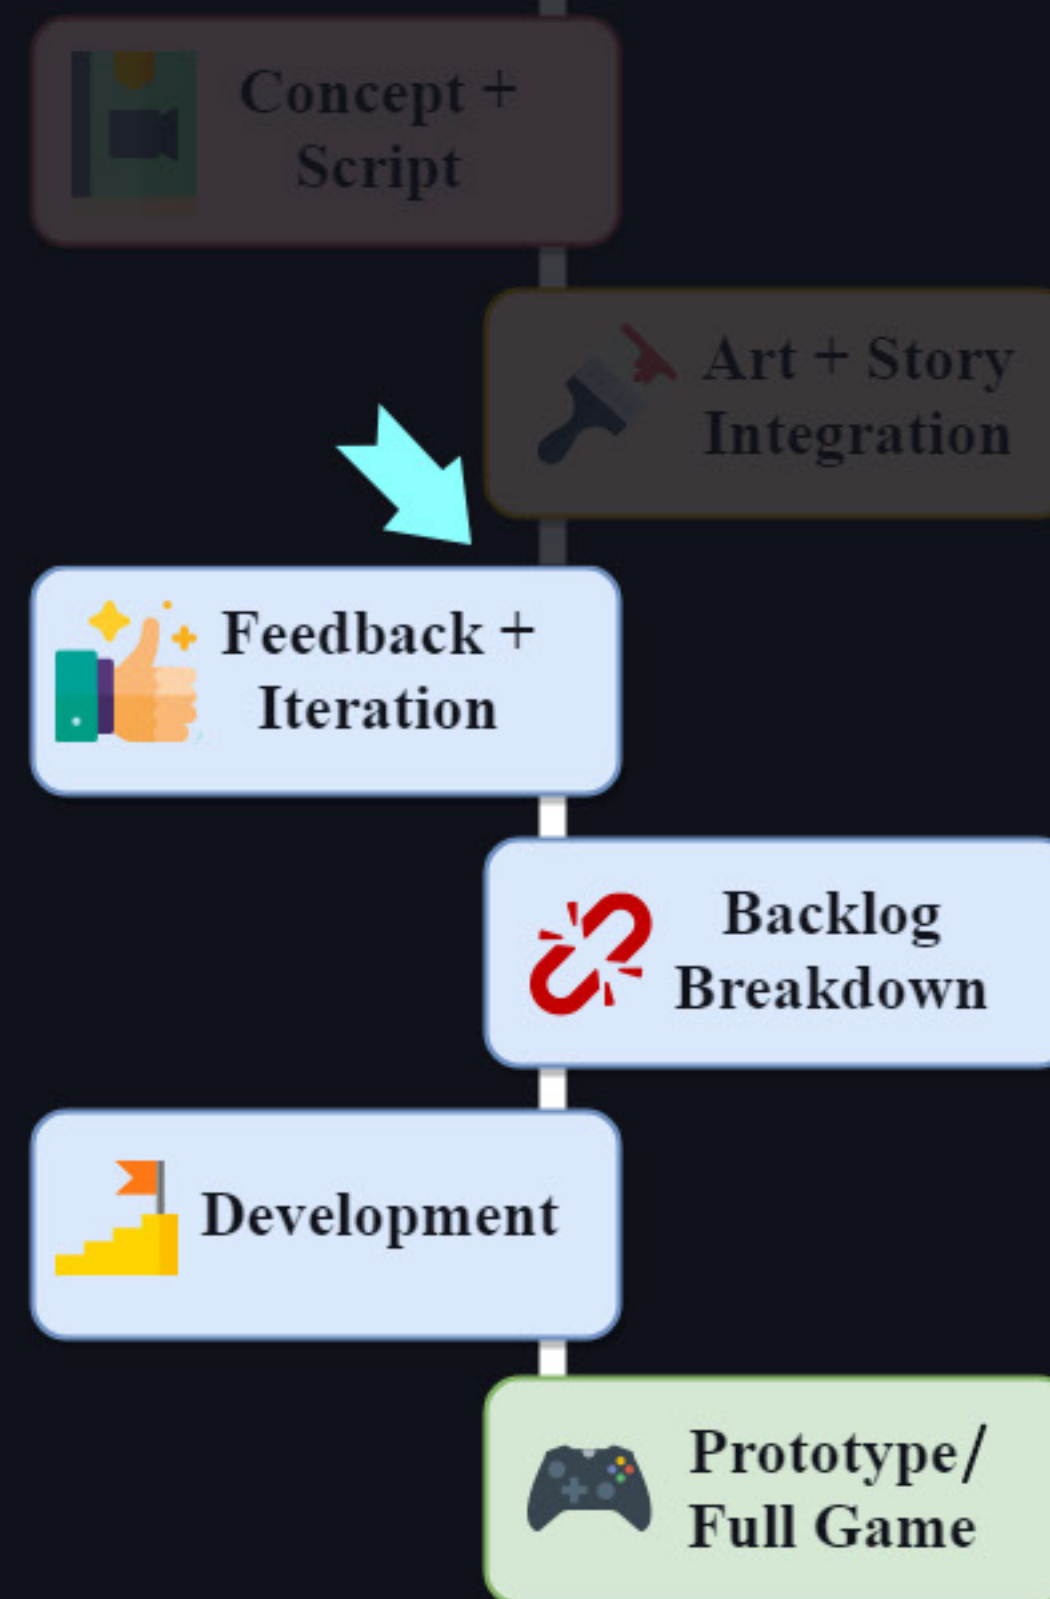 Concept +
Script
Art + Story
Integration
Feedback +
Iteration
Backlog
Breakdown
Development
Prototype/
Full Game